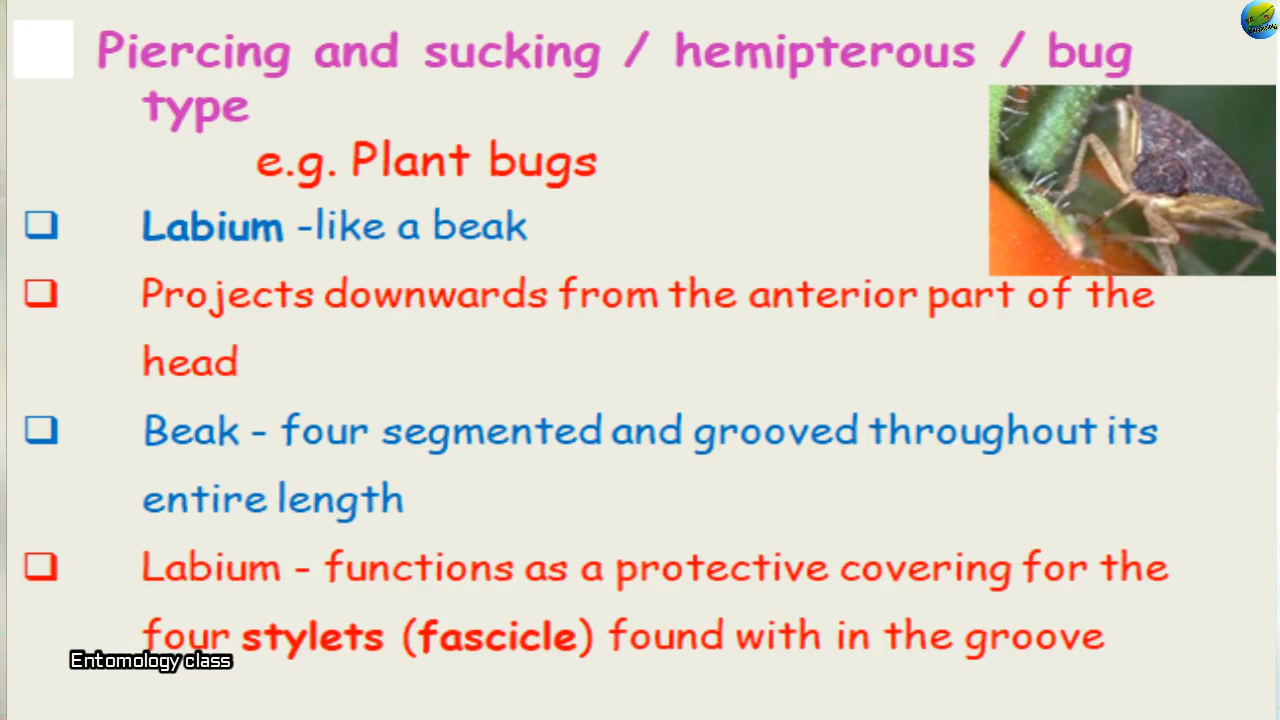 Piercing and sucking / hemipterous / bug
type
e.g. Plant bugs
Labium -like a beak
Projects downwards from the anterior part of the
head
Beak - four segmented and grooved throughout its
entire length
Labium - functions as a protective covering for the
four stylets (fascicle) found with in the groove
Entomology class